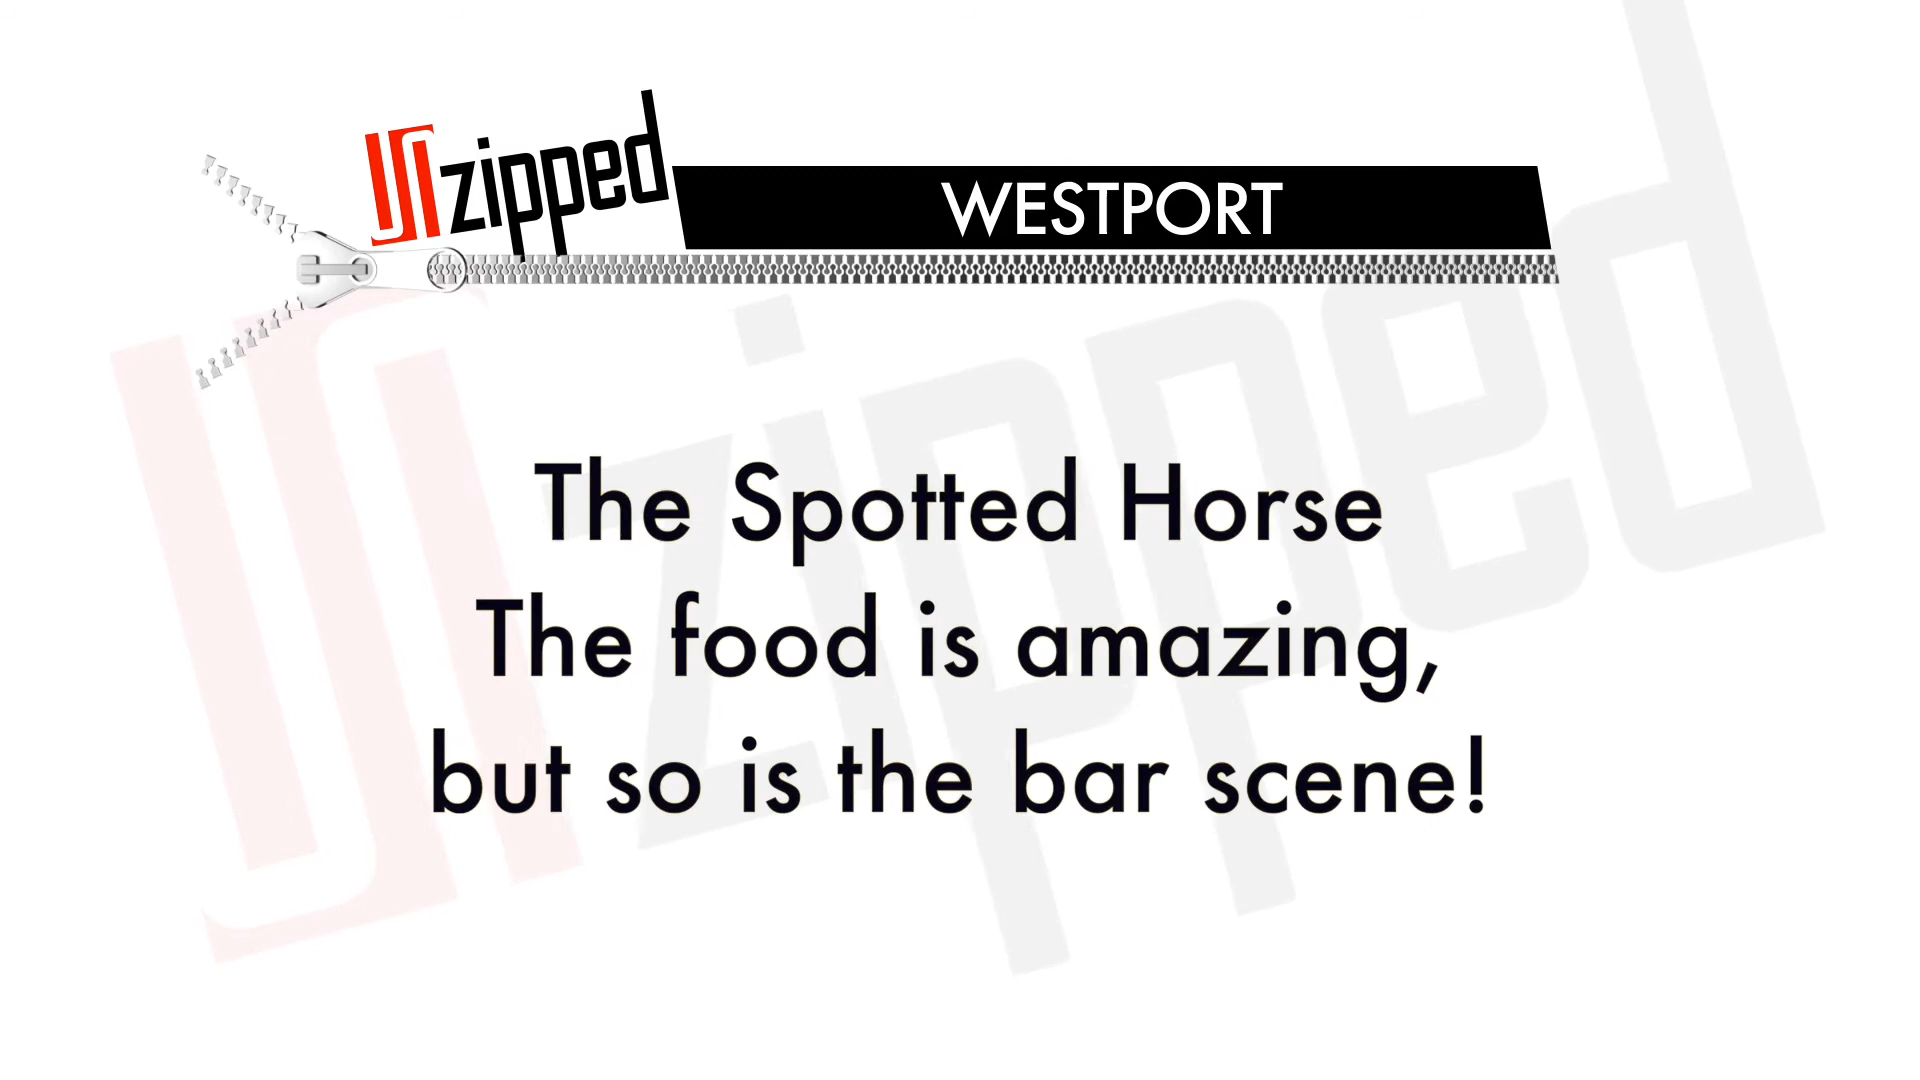 Unzipped
WESTPORT
The Spotted Horse
The food is amazing,
but so is the bar scene!